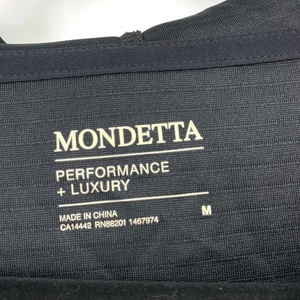 MONDETTA
PERFORMANCE
+ LUXURY
MADE IN CHINA
CA14442 RN88201 1467974
M